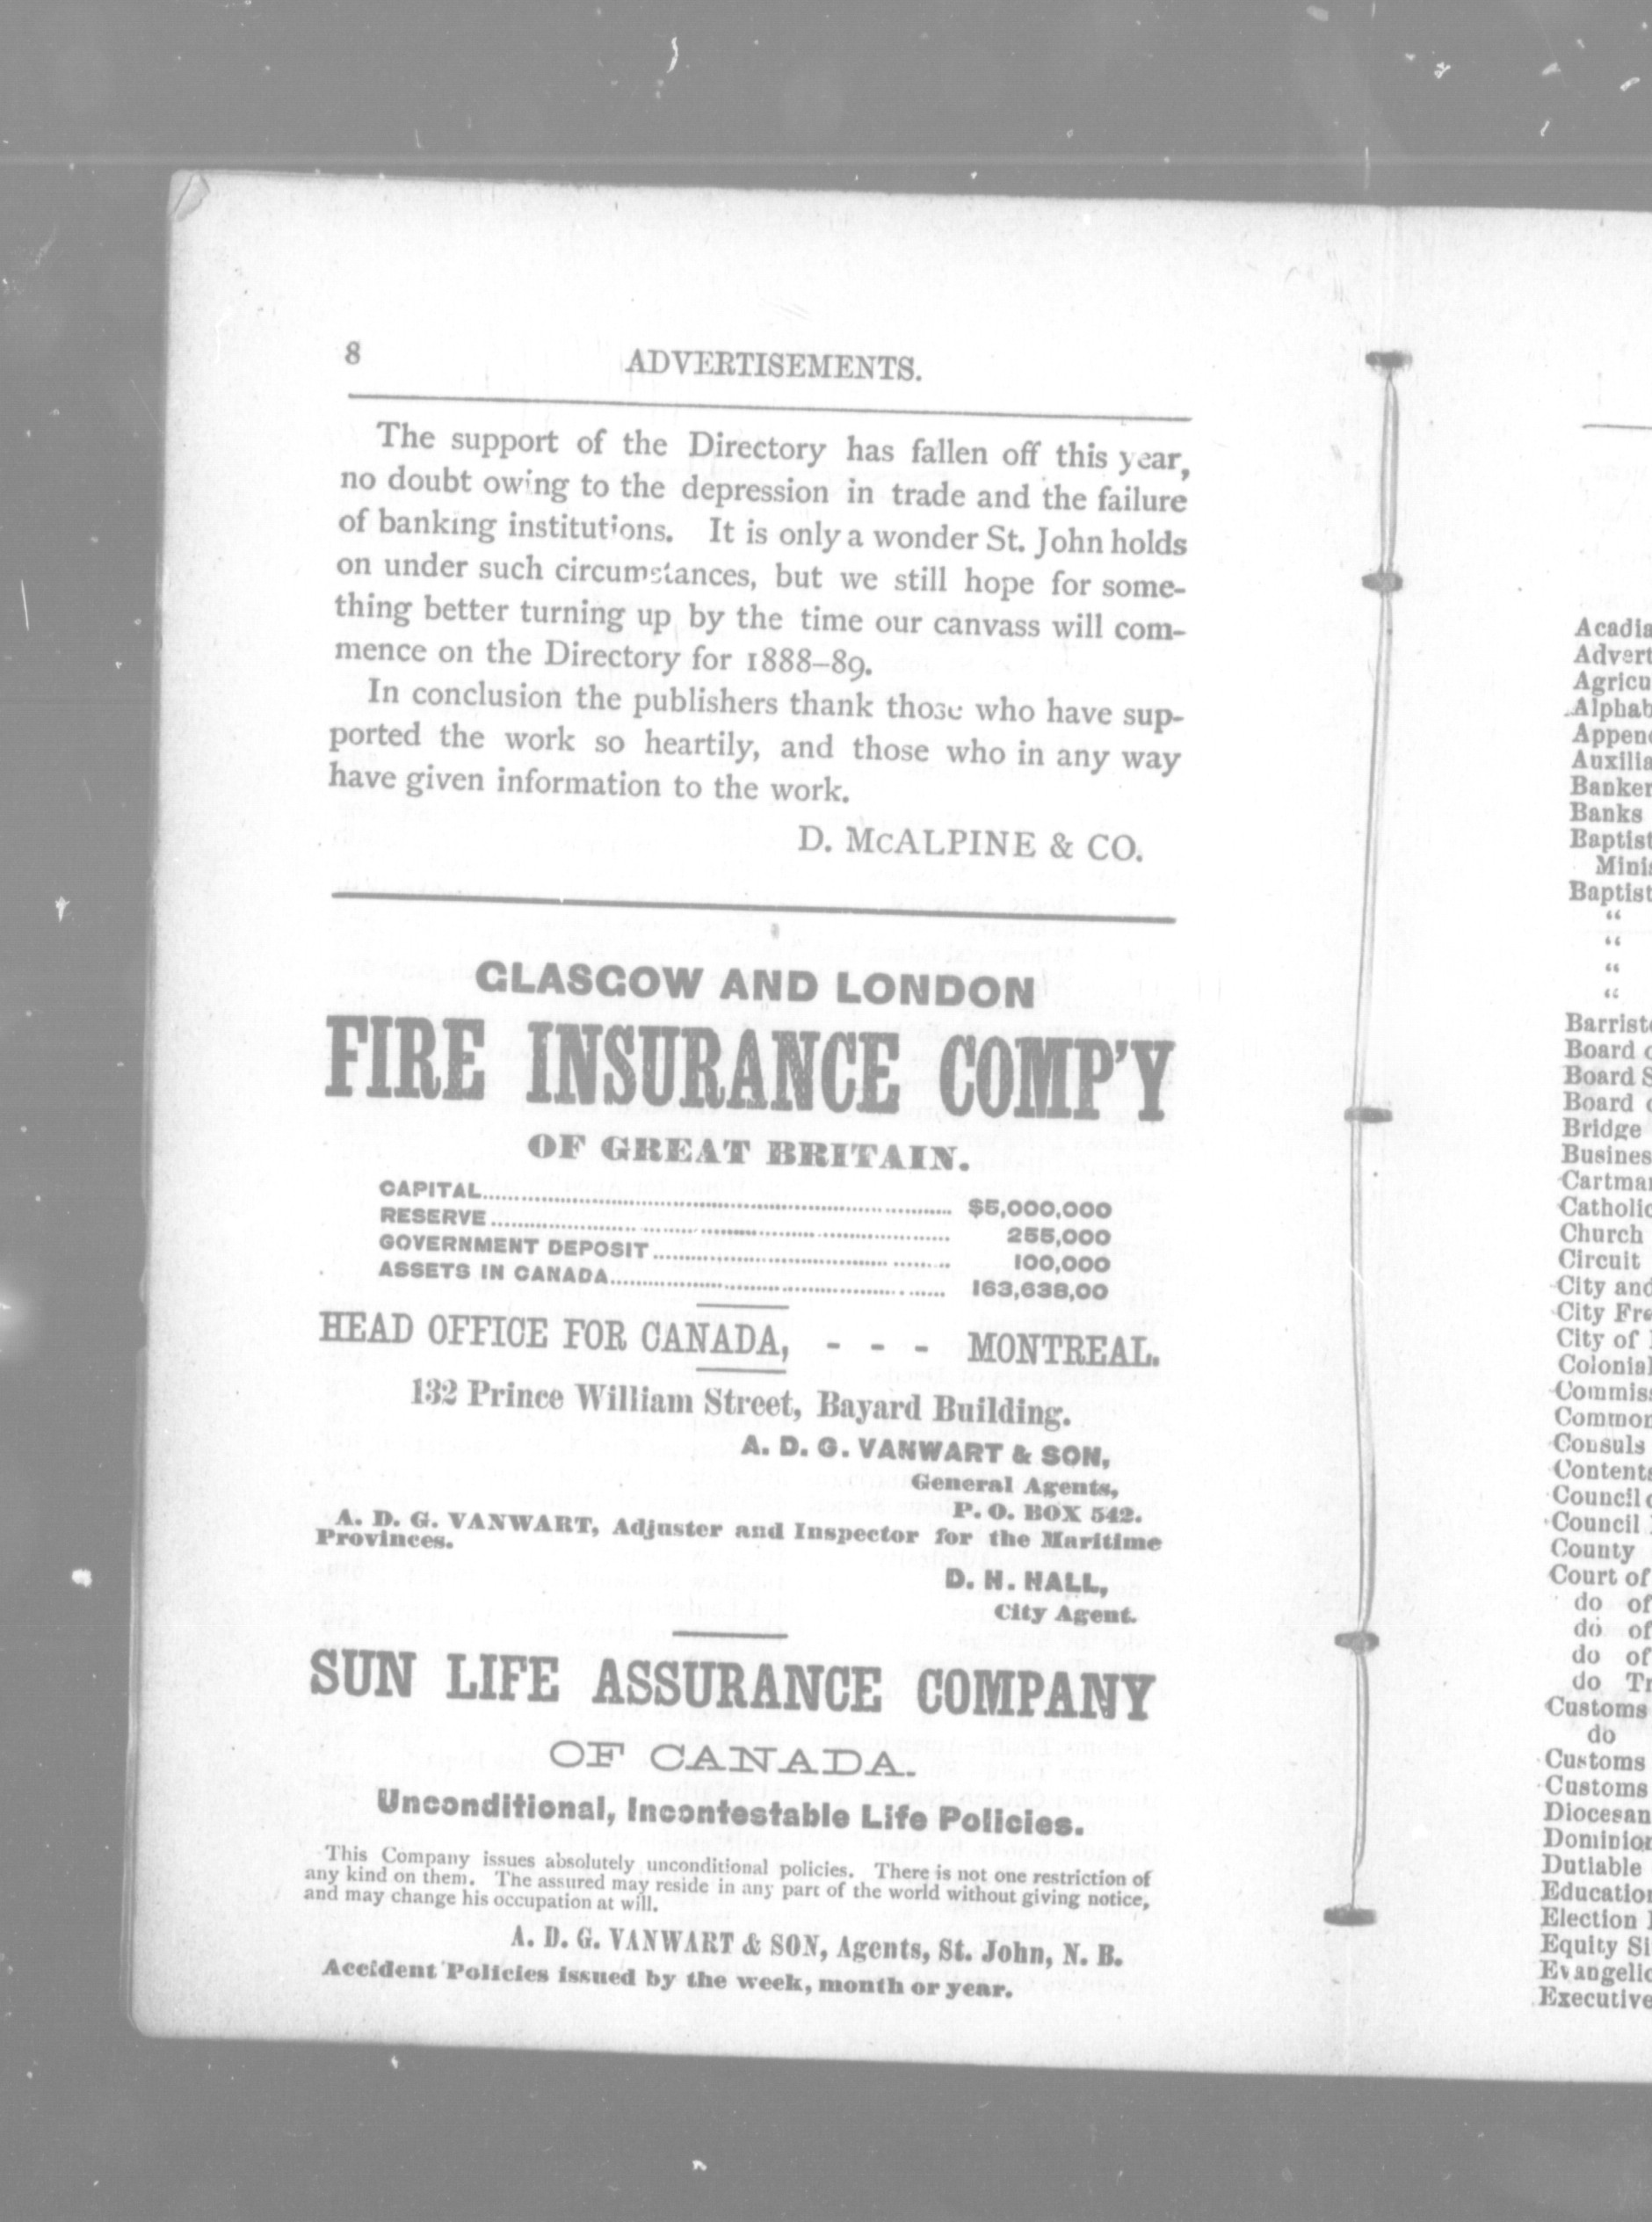 8 ADVERTISEMENTS.
The support of the Directory has fallen off this year,
no doubt owing to the depression in trade and the failure
of banking institutions. It is only a wonder St. John holds
on under such circumstances, but we still hope for some-
thing better turning up by the time our canvass will com-
mence on the Directory for 1888–89.
In conclusion the publishers thank those who have sup-
ported the work so heartily, and those who in any way
have given information to the work.
D. McALPINE & CO.
GLASGOW AND LONDON
FIRE INSURANCE COMP'Y
OF GREAT BRITAIN.
CAPITAL........ $5,000,000
RESERVE........ 255,000
GOVERNMENT DEPOSIT........ 100,000
ASSETS IN CANADA........ 163,638,00
HEAD OFFICE FOR CANADA, - - - MONTREAL.
132 Prince William Street, Bayard Building.
A. D. G. VANWART & SON,
General Agents,
P. O. BOX 542.
A. D. G. VANWART, Adjuster and Inspector for the Maritime
Provinces.
D. H. HALL,
City Agent.
SUN LIFE ASSURANCE COMPANY
OF CANADA.
Unconditional, Incontestable Life Policies.
This Company issues absolutely unconditional policies. There is not one restriction of
any kind on them. The assured may reside in any part of the world without giving notice,
and may change his occupation at will.
A. D. G. VANWART & SON, Agents, St. John, N. B.
Accident Policies issued by the week, month or year.
Acadia
Advert
Agricu
Alphab
Appen
Auxilia
Banker
Banks
Baptist
Minis
Baptist
“
“
“
“
Barriste
Board o
Board S
Board o
Bridge
Busines
Cartma
Catholic
Church
Circuit
City and
City Fre
City of
Colonial
Commis
Common
Consuls
Contents
Council o
Council
County
Court of
do of
do of
do of
do Tr
Customs
do
Customs
Customs
Diocesan
Dominion
Dutiable
Education
Election
Equity Si
Evangelic
Executive